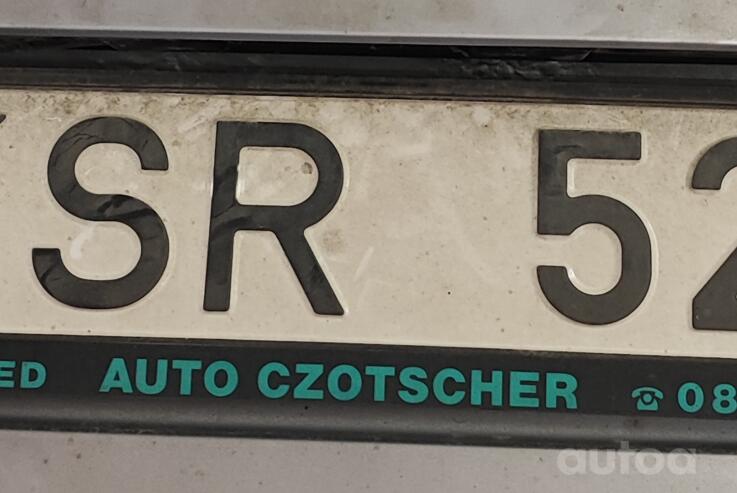 SR 52
ED AUTO CZOTSCHER ☎ 08
autoa